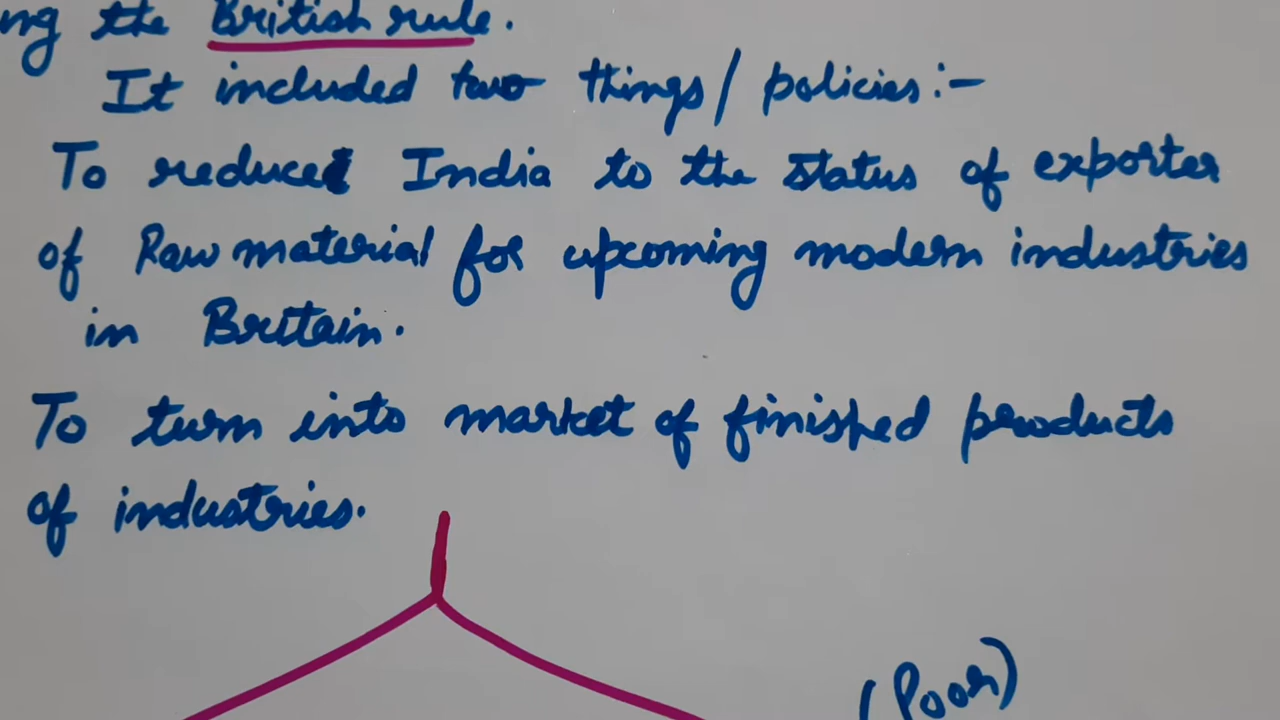 ng the British rule.
It included two things/policies:-
To reduce India to the status of exporter
of Raw material for upcoming modern industries
in Britain.
To turn into market of finished products
of industries.
(Poor)